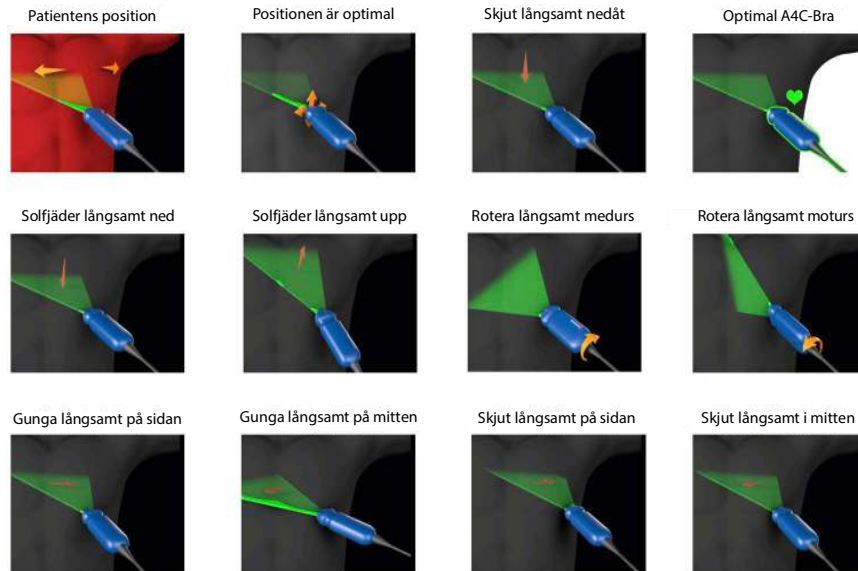 Patientens position
Positionen är optimal
Skjut långsamt nedåt
Optimal A4C-Bra
Solfjäder långsamt ned
Solfjäder långsamt upp
Rotera långsamt medurs
Rotera långsamt moturs
Gunga långsamt på sidan
Gunga långsamt på mitten
Skjut långsamt på sidan
Skjut långsamt i mitten